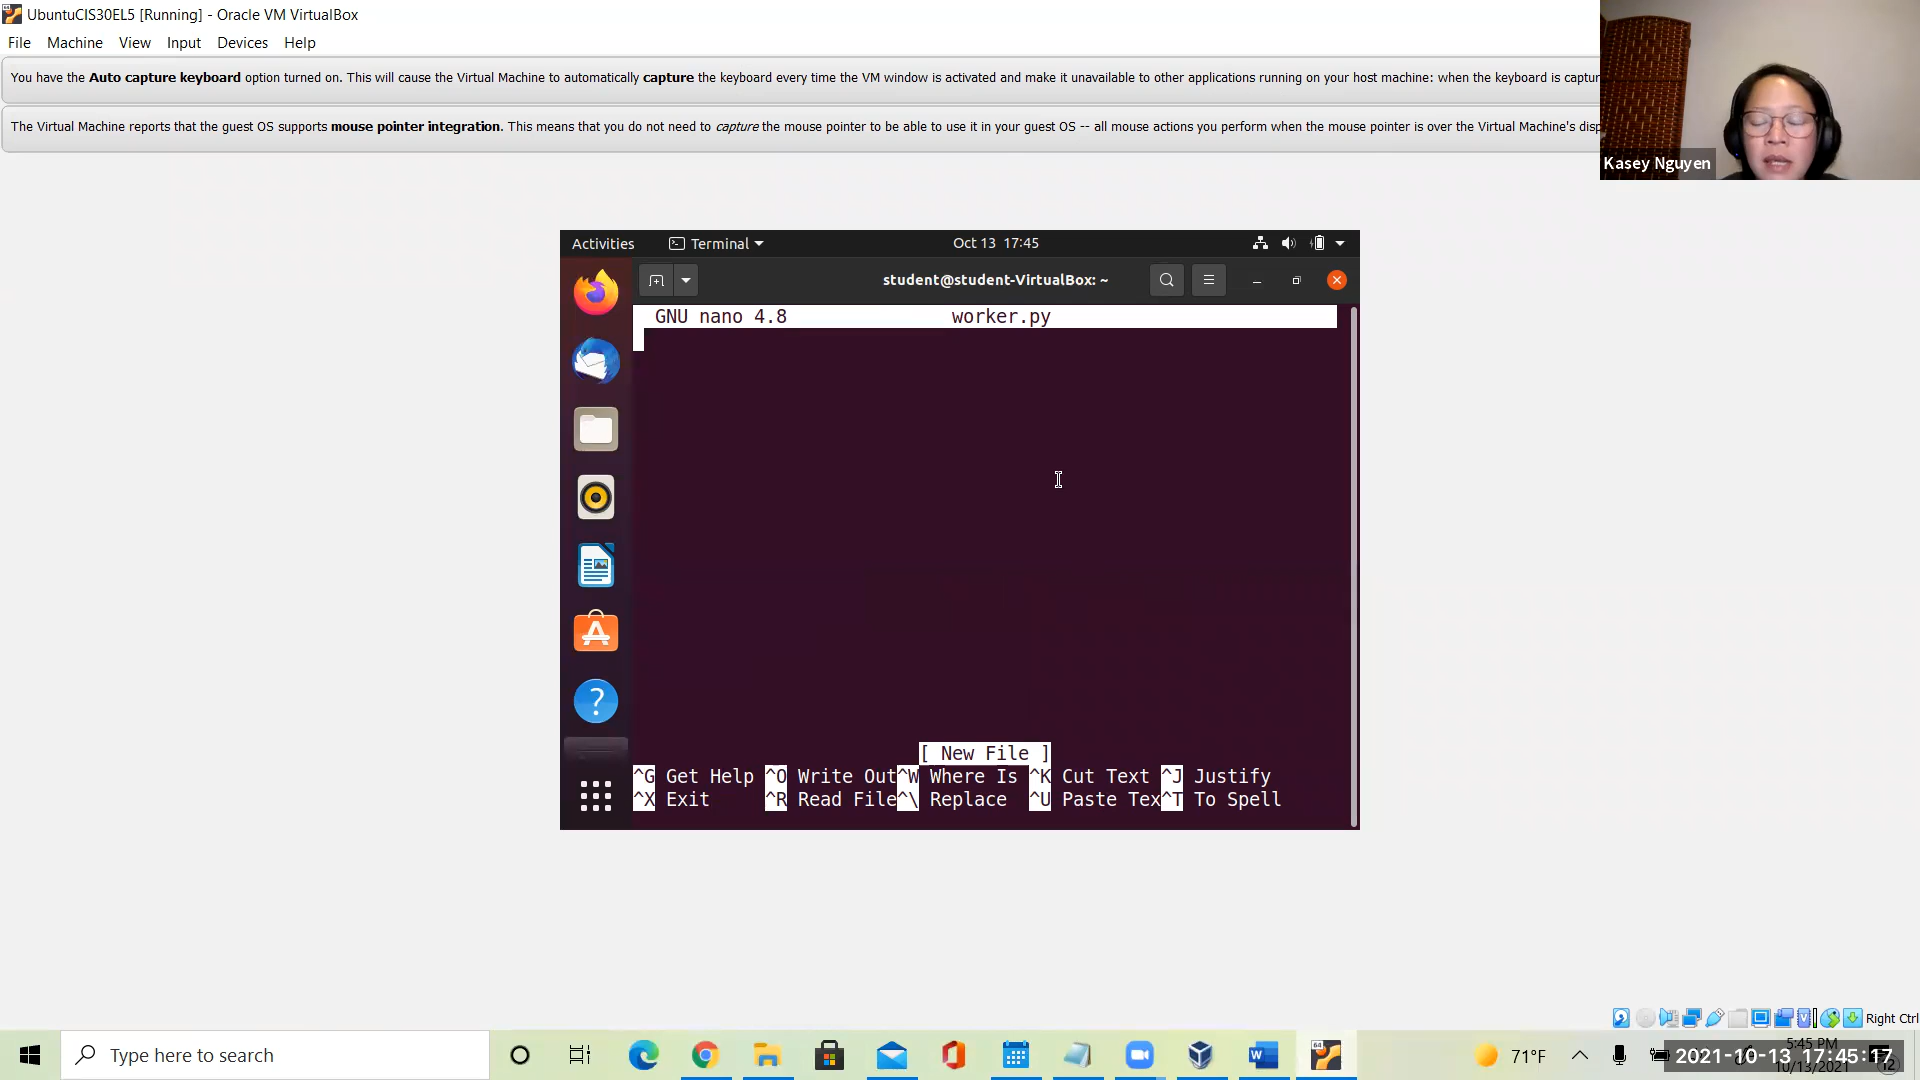 UbuntuCIS30EL5 [Running] - Oracle VM VirtualBox
File Machine View Input Devices Help
You have the Auto capture keyboard option turned on. This will cause the Virtual Machine to automatically capture the keyboard every time the VM window is activated and make it unavailable to other applications running on your host machine: when the keyboard is captur
The Virtual Machine reports that the guest OS supports mouse pointer integration. This means that you do not need to capture the mouse pointer to be able to use it in your guest OS -- all mouse actions you perform when the mouse pointer is over the Virtual Machine's disp
Kasey Nguyen
Activities Terminal Oct 13 17:45
student@student-VirtualBox: ~
GNU nano 4.8 worker.py
[ New File ]
^G Get Help ^O Write Out ^W Where Is ^K Cut Text ^J Justify
^X Exit ^R Read File ^\ Replace ^U Paste Tex ^T To Spell
Right Ctrl
Type here to search
71°F
5:45 PM
2021-10-13 17:45:17
10/13/2021